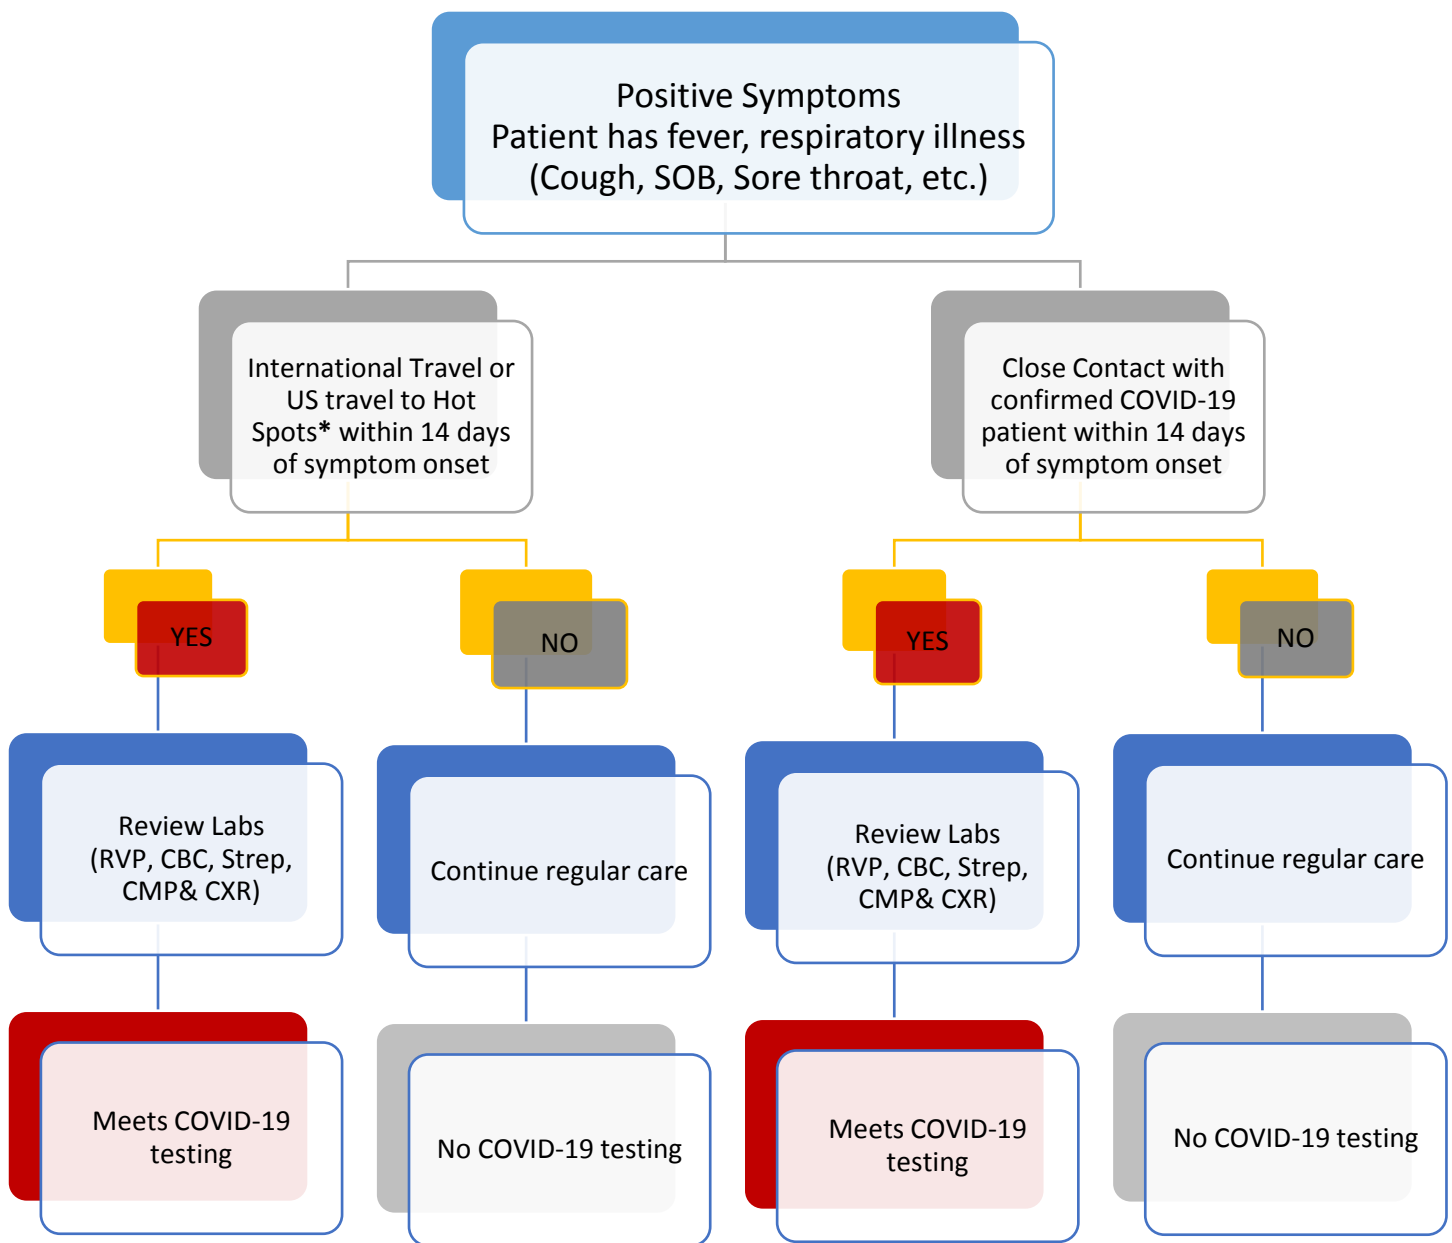 Positive Symptoms
Patient has fever, respiratory illness
(Cough, SOB, Sore throat, etc.)
International Travel or
US travel to Hot
Spots* within 14 days
of symptom onset
Close Contact with
confirmed COVID-19
patient within 14 days
of symptom onset
YES
NO
YES
NO
Review Labs
(RVP, CBC, Strep,
CMP& CXR)
Continue regular care
Review Labs
(RVP, CBC, Strep,
CMP& CXR)
Continue regular care
Meets COVID-19
testing
No COVID-19 testing
Meets COVID-19
testing
No COVID-19 testing